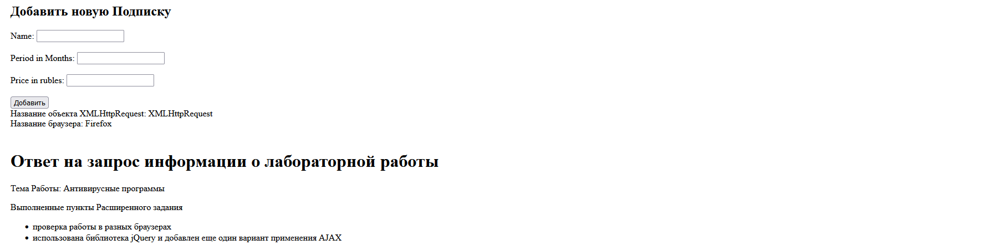 Добавить новую Подписку
Name:
Period in Months:
Price in rubles:
Добавить
Название объекта XMLHttpRequest: XMLHttpRequest
Название браузера: Firefox
Ответ на запрос информации о лабораторной работы
Тема Работы: Антивирусные программы
Выполненные пункты Расширенного задания
• проверка работы в разных браузерах
• использована библиотека jQuery и добавлен еще один вариант применения AJAX